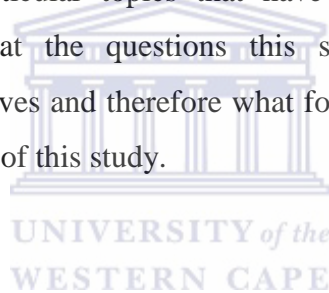 particular topics that have
at the questions this s
ves and therefore what fo
of this study.
UNIVERSITY of the
WESTERN CAPE